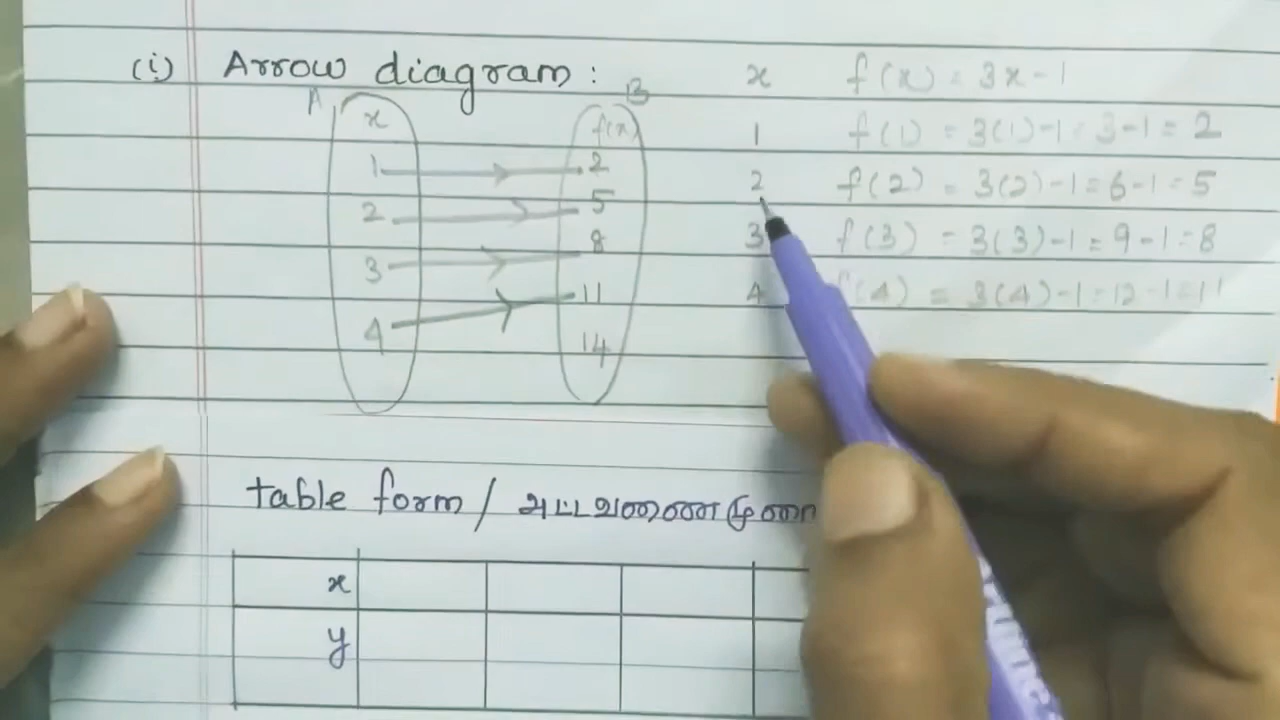 (i) Arrow diagram :
A B
x f(x)
1 2
2 5
3 8
4 11
14
x f(x) = 3x-1
1 f(1) = 3(1)-1 = 3-1 = 2
2 f(2) = 3(2)-1 = 6-1 = 5
3 f(3) = 3(3)-1 = 9-1 = 8
4 f(4) = 3(4)-1 = 12-1 = 11
table form / அட்டவணைமுறை
x
y